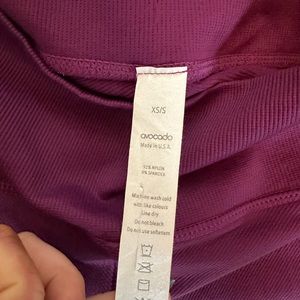 XS/S
avocado
Made in U.S.A.
92% NYLON
8% SPANDEX
Machine wash cold
with like colours
Line dry
Do not bleach
Do not use softeners